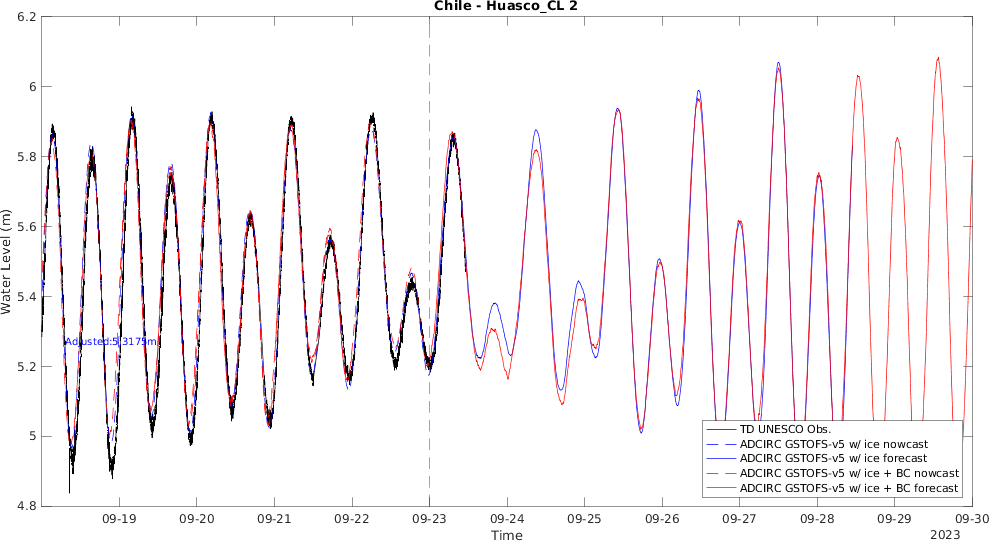 Chile - Huasco_CL 2
6.2
6
5.8
5.6
5.4
5.2
5
4.8
Water Level (m)
Adjusted:5.3175m
TD UNESCO Obs.
ADCIRC GSTOFS-v5 w/ ice nowcast
ADCIRC GSTOFS-v5 w/ ice forecast
ADCIRC GSTOFS-v5 w/ ice + BC nowcast
ADCIRC GSTOFS-v5 w/ ice + BC forecast
09-19 09-20 09-21 09-22 09-23 09-24 09-25 09-26 09-27 09-28 09-29 09-30
Time
2023